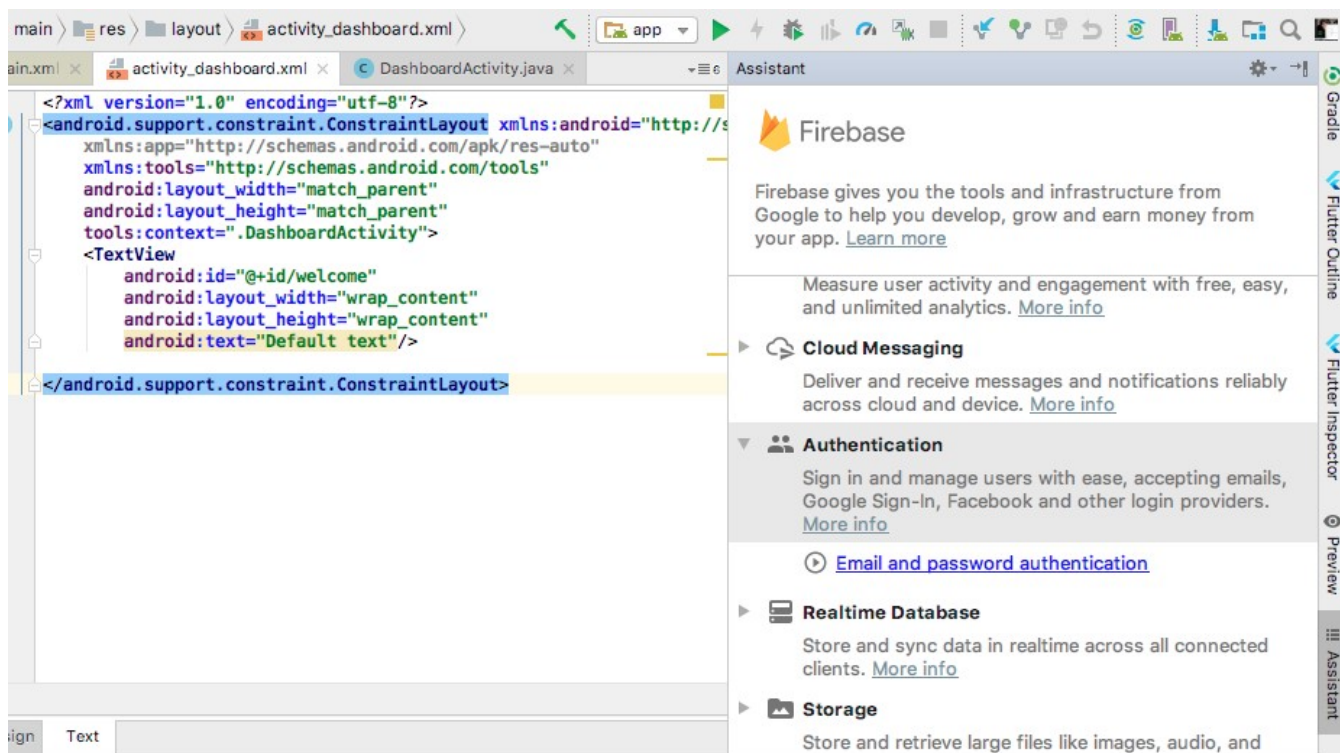 main res layout activity_dashboard.xml app
ain.xml activity_dashboard.xml DashboardActivity.java
<?xml version="1.0" encoding="utf-8"?>
<android.support.constraint.ConstraintLayout xmlns:android="http://s
xmlns:app="http://schemas.android.com/apk/res-auto"
xmlns:tools="http://schemas.android.com/tools"
android:layout_width="match_parent"
android:layout_height="match_parent"
tools:context=".DashboardActivity">
<TextView
android:id="@+id/welcome"
android:layout_width="wrap_content"
android:layout_height="wrap_content"
android:text="Default text"/>
</android.support.constraint.ConstraintLayout>
sign Text
Assistant
Firebase
Firebase gives you the tools and infrastructure from
Google to help you develop, grow and earn money from
your app. Learn more
Measure user activity and engagement with free, easy,
and unlimited analytics. More info
Cloud Messaging
Deliver and receive messages and notifications reliably
across cloud and device. More info
Authentication
Sign in and manage users with ease, accepting emails,
Google Sign-In, Facebook and other login providers.
More info
Email and password authentication
Realtime Database
Store and sync data in realtime across all connected
clients. More info
Storage
Store and retrieve large files like images, audio, and
Gradle
Flutter Outline
Flutter Inspector
Preview
Assistant